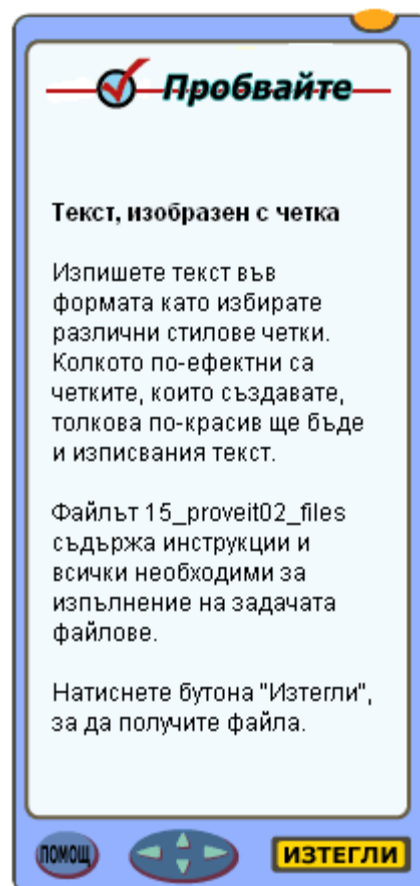 Пробвайте
Текст, изобразен с четка
Изпишете текст във
формата като избирате
различни стилове четки.
Колкото по-ефектни са
четките, които създавате,
толкова по-красив ще бъде
и изписвания текст.
Файлът 15_proveit02_files
съдържа инструкции и
всички необходими за
изпълнение на задачата
файлове.
Натиснете бутона "Изтегли",
за да получите файла.
ПОМОЩ
ИЗТЕГЛИ